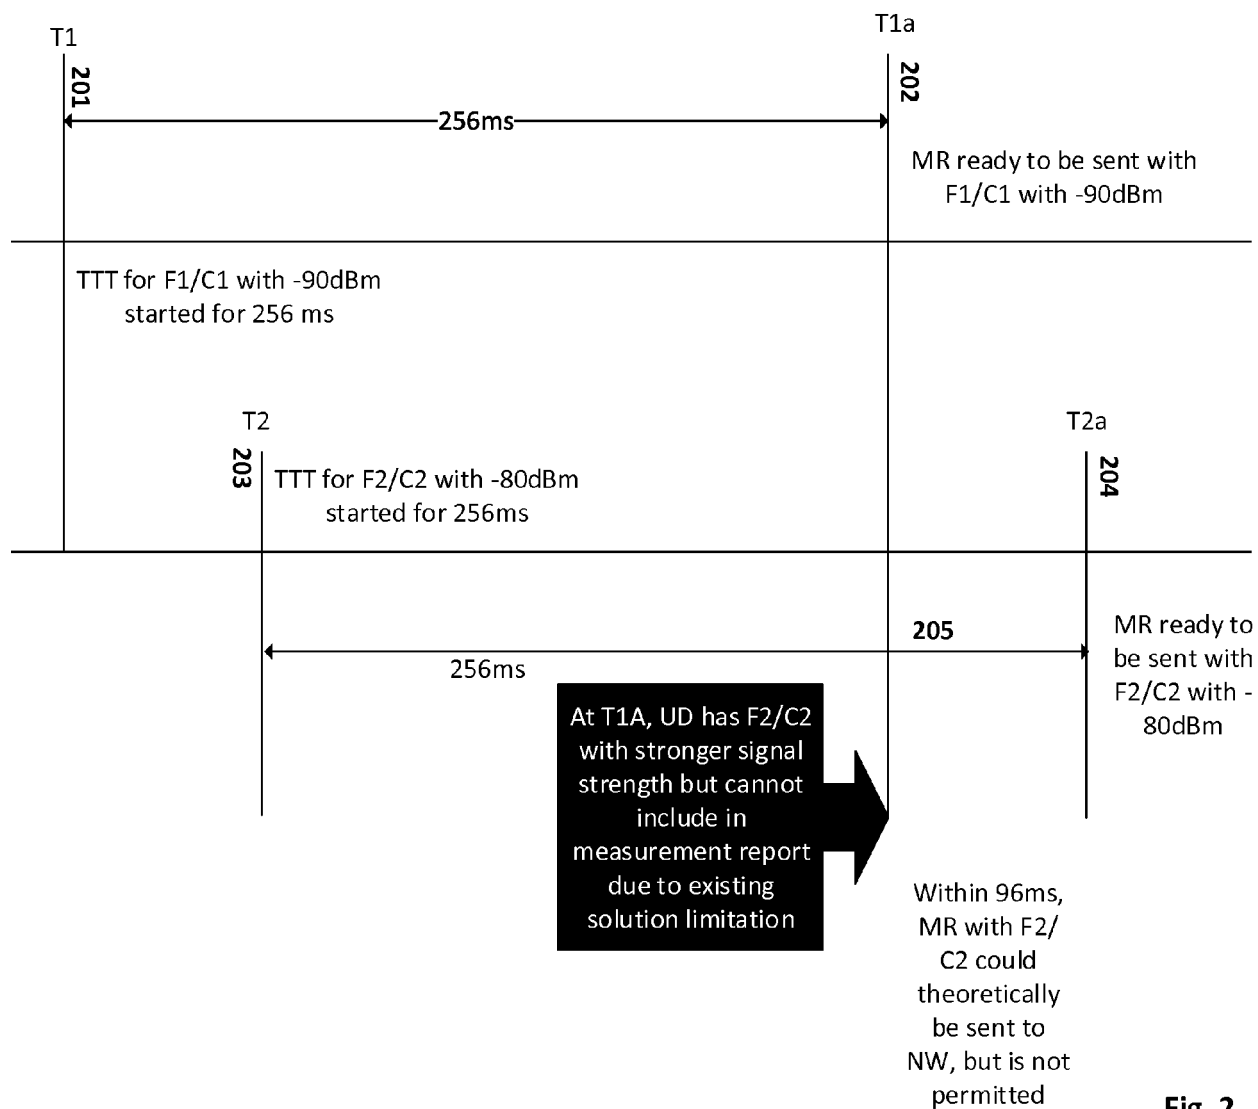 T1
T1a
201
202
256ms
MR ready to be sent with
F1/C1 with -90dBm
TTT for F1/C1 with -90dBm
started for 256 ms
T2
T2a
203
TTT for F2/C2 with -80dBm
started for 256ms
204
205
256ms
MR ready to
be sent with
F2/C2 with -
80dBm
At T1A, UD has F2/C2
with stronger signal
strength but cannot
include in
measurement report
due to existing
solution limitation
Within 96ms,
MR with F2/
C2 could
theoretically
be sent to
NW, but is not
permitted
Fig. 2